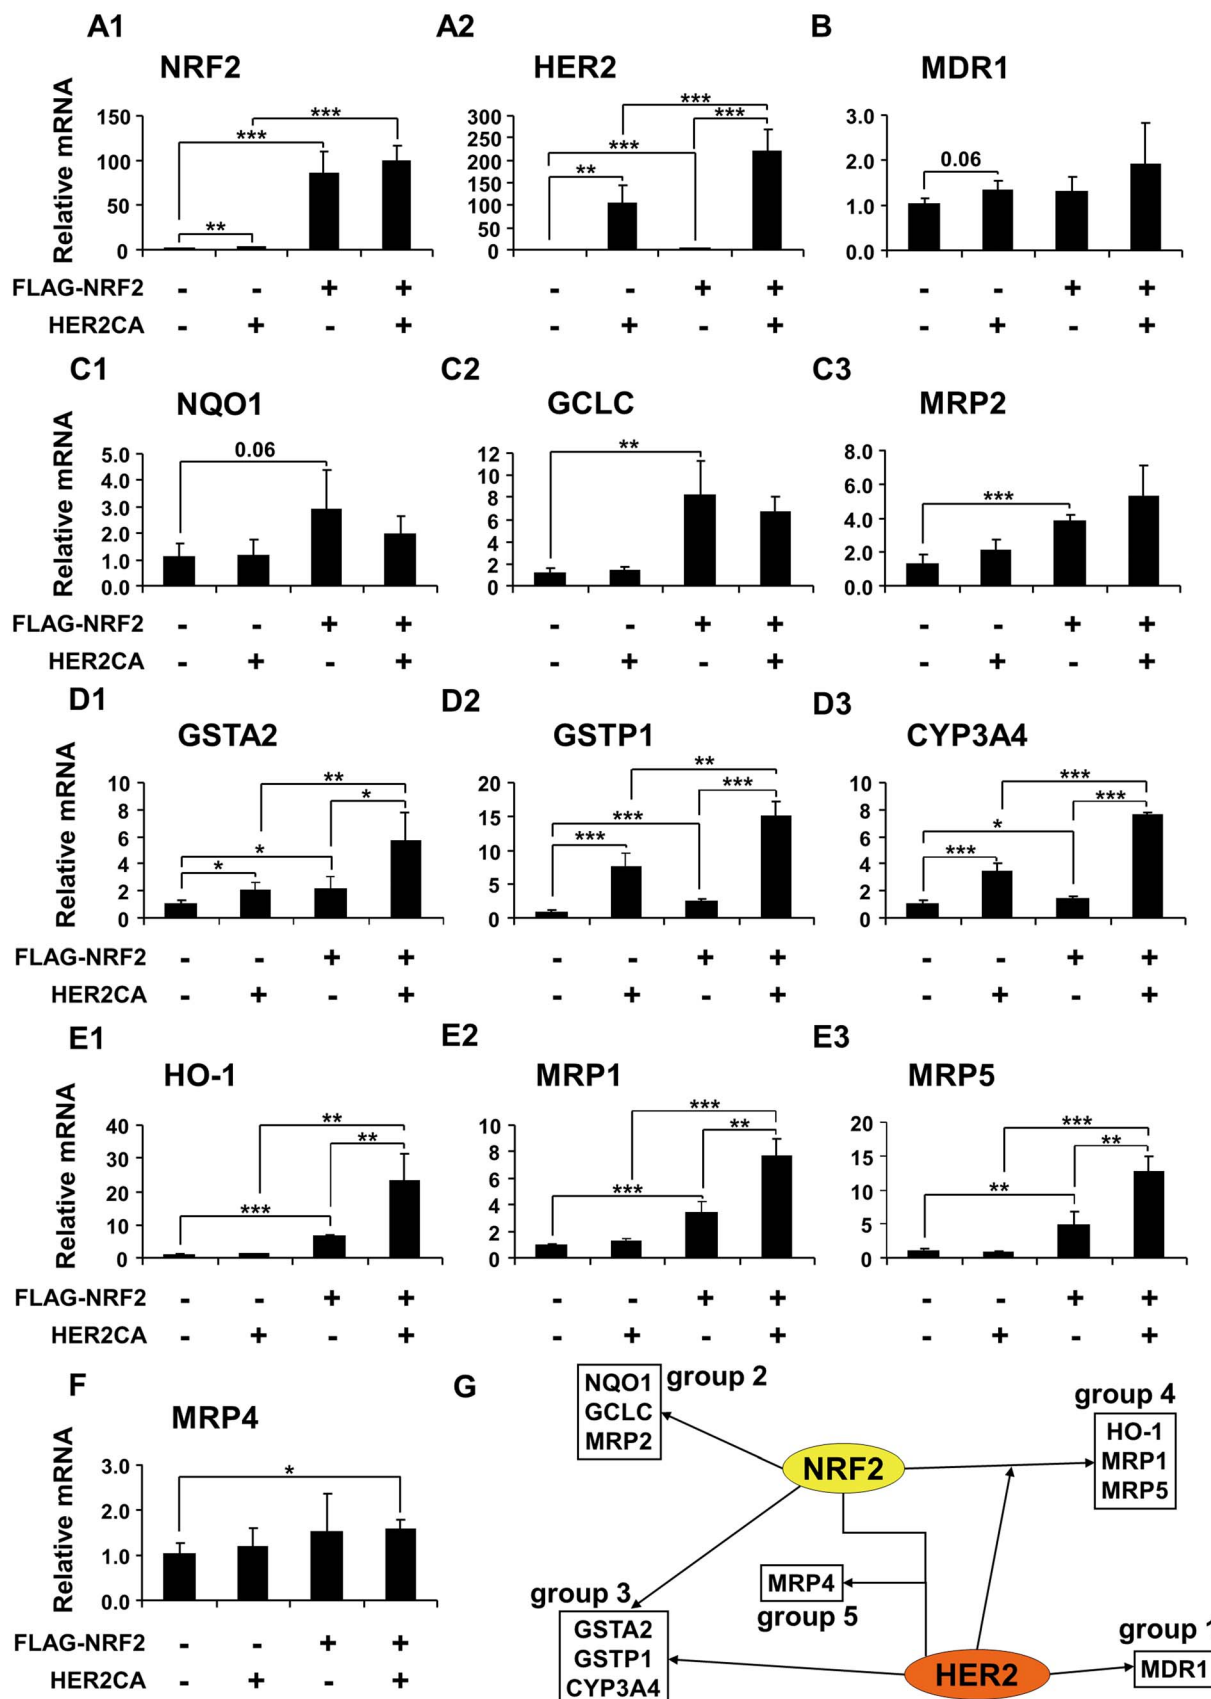 A1 A2 B
NRF2 HER2 MDR1
Relative mRNA
150 100 50 0
** *** ***
300 250 200 150 100 50 0
** *** *** ***
3.0 2.0 1.0 0.0
0.06
FLAG-NRF2 - - + + - - + + - - + +
HER2CA - + - + - + - + - + - +
C1 C2 C3
NQO1 GCLC MRP2
Relative mRNA
5.0 4.0 3.0 2.0 1.0 0.0
0.06
12 10 8 6 4 2 0
**
8.0 6.0 4.0 2.0 0.0
***
FLAG-NRF2 - - + + - - + + - - + +
HER2CA - + - + - + - + - + - +
D1 D2 D3
GSTA2 GSTP1 CYP3A4
Relative mRNA
10 8 6 4 2 0
* * * **
20 15 10 5 0
*** *** *** **
10 8 6 4 2 0
*** * *** ***
FLAG-NRF2 - - + + - - + + - - + +
HER2CA - + - + - + - + - + - +
E1 E2 E3
HO-1 MRP1 MRP5
Relative mRNA
40 30 20 10 0
*** ** **
10 8 6 4 2 0
*** ** ***
20 15 10 5 0
** ** ***
FLAG-NRF2 - - + + - - + + - - + +
HER2CA - + - + - + - + - + - +
F
MRP4
Relative mRNA
3.0 2.0 1.0 0.0
*
FLAG-NRF2 - - + +
HER2CA - + - +
G
NQO1
GCLC
MRP2
group 2
group 4
HO-1
MRP1
MRP5
NRF2
MRP4
group 5
group 3
GSTA2
GSTP1
CYP3A4
HER2
group 1
MDR1